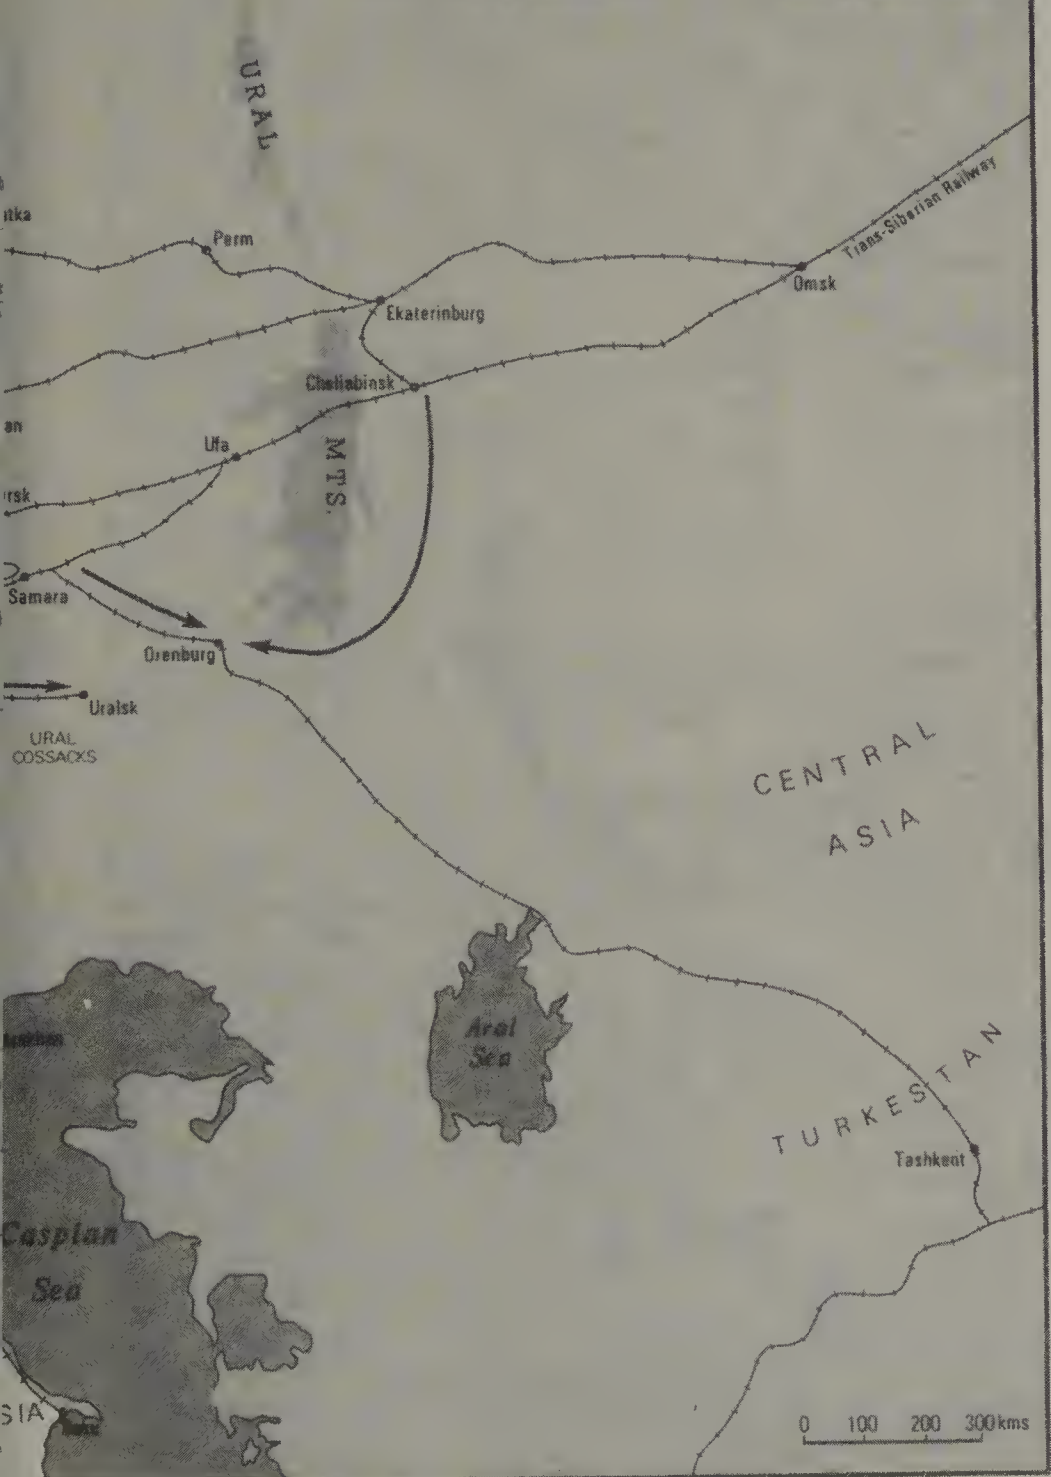 URAL
Trans-Siberian Railway
Perm
Omsk
Ekaterinburg
Cheliabinsk
Ufa
MTS.
Samara
Orenburg
Uralsk
URAL
COSSACKS
CENTRAL
ASIA
Aral
Sea
TURKESTAN
Tashkent
Caspian
Sea
SIA
0 100 200 300kms